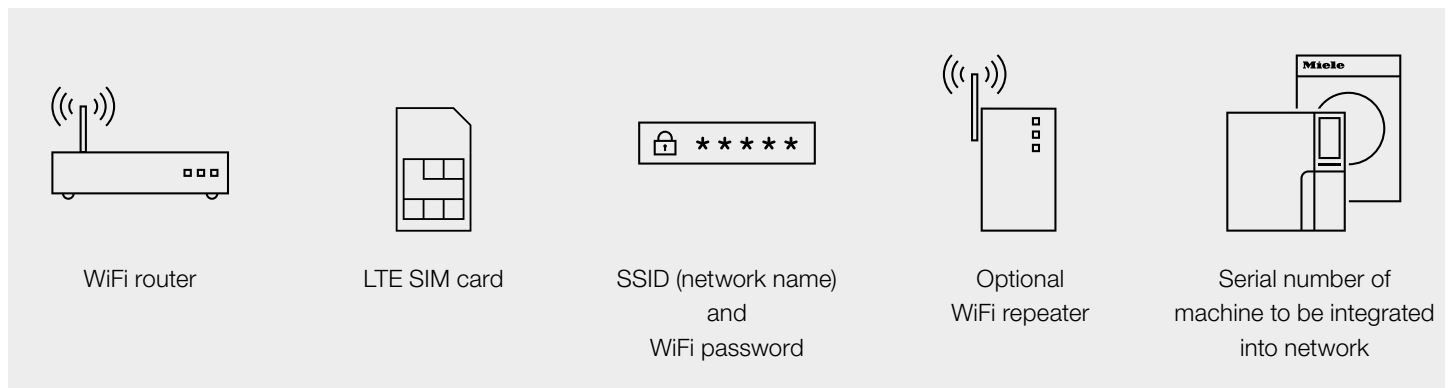 Miele
*****
WiFi router
LTE SIM card
SSID (network name)
and
WiFi password
Optional
WiFi repeater
Serial number of
machine to be integrated
into network